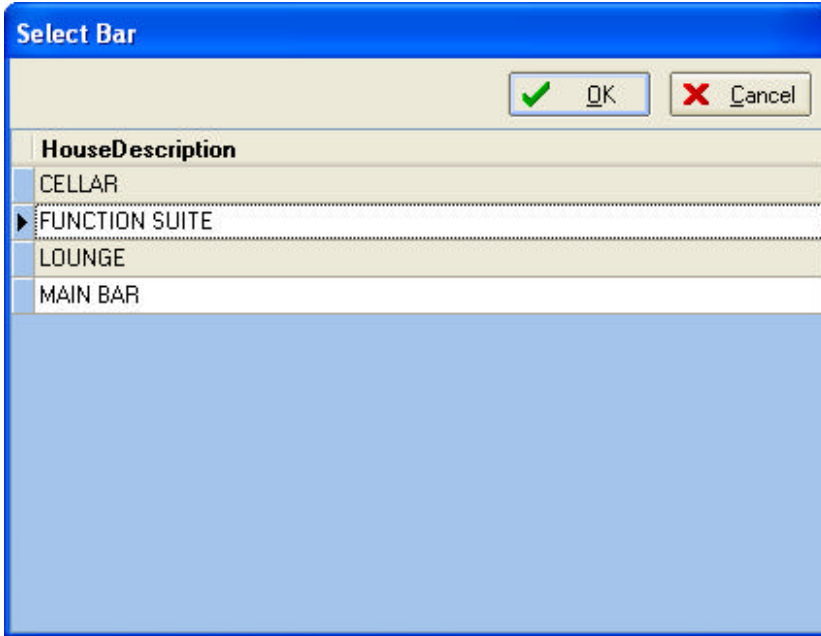 Select Bar
OK Cancel
HouseDescription
CELLAR
FUNCTION SUITE
LOUNGE
MAIN BAR